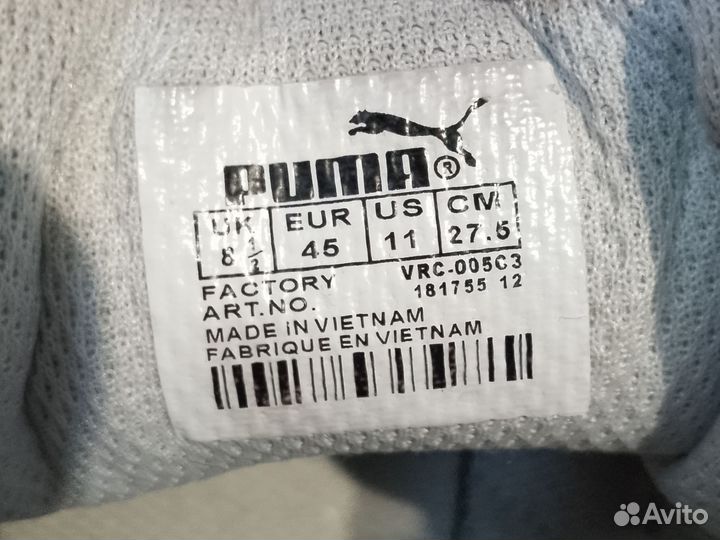 PUMA®
UK EUR US CM
8 1/2 45 11 27.5
FACTORY VRC-005C3
ART.NO. 181755 12
MADE IN VIETNAM
FABRIQUE EN VIETNAM
Avito